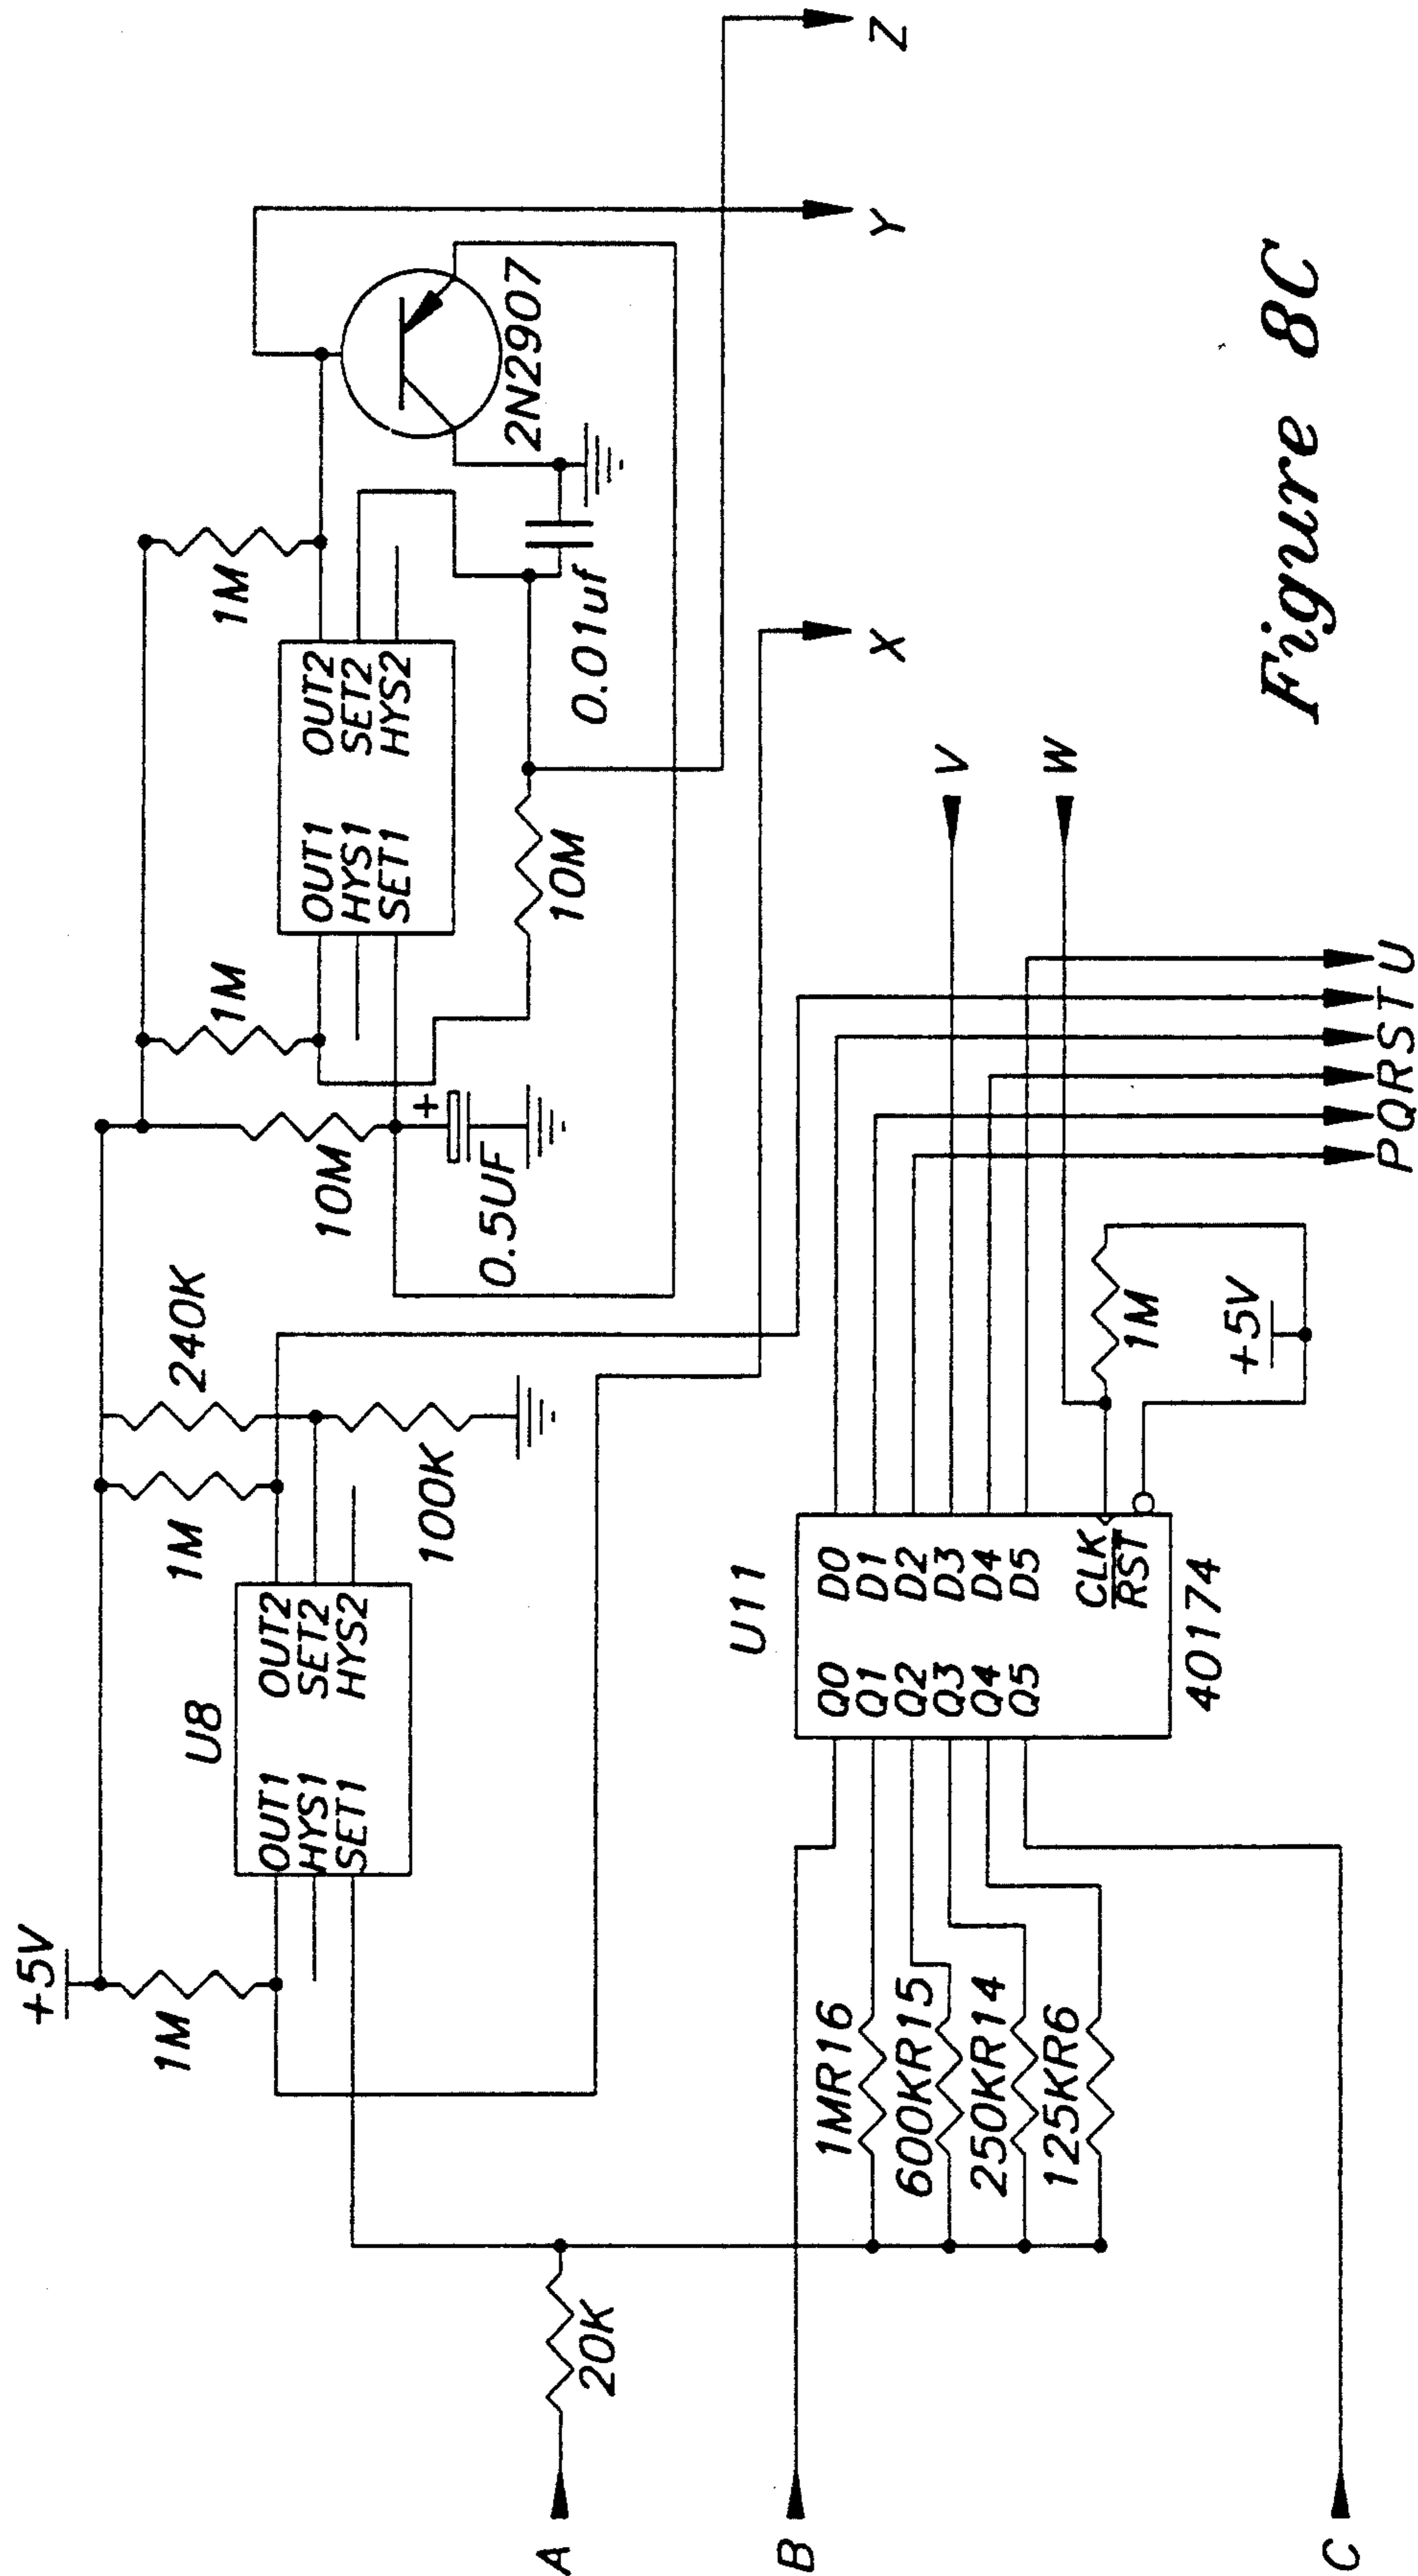 +5V
1M
U8
OUT1
HYS1
SET1
OUT2
SET2
HYS2
1M
240K
100K
10M
0.5UF
+
1M
OUT1
HYS1
SET1
OUT2
SET2
HYS2
1M
10M
0.01uf
2N2907
X
Y
Z
A
20K
B
C
1MR16
600KR15
250KR14
125KR6
U11
Q0
Q1
Q2
Q3
Q4
Q5
D0
D1
D2
D3
D4
D5
CLK
RST
40174
1M
+5V
V
W
P Q R S T U
Figure 8C